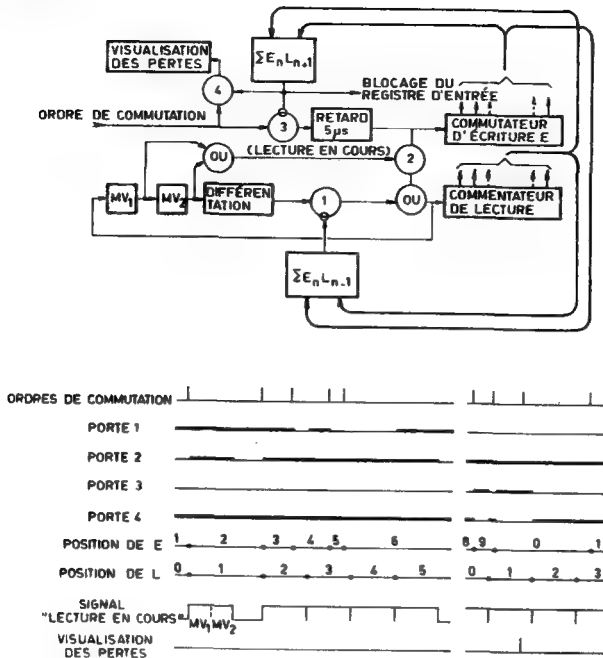 VISUALISATION
DES PERTES
ΣEnLn+1
4
BLOCAGE DU
REGISTRE D'ENTRÉE
ORDRE DE COMMUTATION
3
RETARD
5µs
COMMUTATEUR
D'ÉCRITURE E
(LECTURE EN COURS)
OU
2
MV1
MV2
DIFFÉREN
TATION
1
OU
COMMENTATEUR
DE LECTURE
ΣEnLn-1
ORDRES DE COMMUTATION
PORTE 1
PORTE 2
PORTE 3
PORTE 4
POSITION DE E 1 2 3 4 5 6 8 9 0 1
POSITION DE L 0 1 2 3 4 5 0 1 2 3
SIGNAL
"LECTURE EN COURS"
MV1 MV2
VISUALISATION
DES PERTES